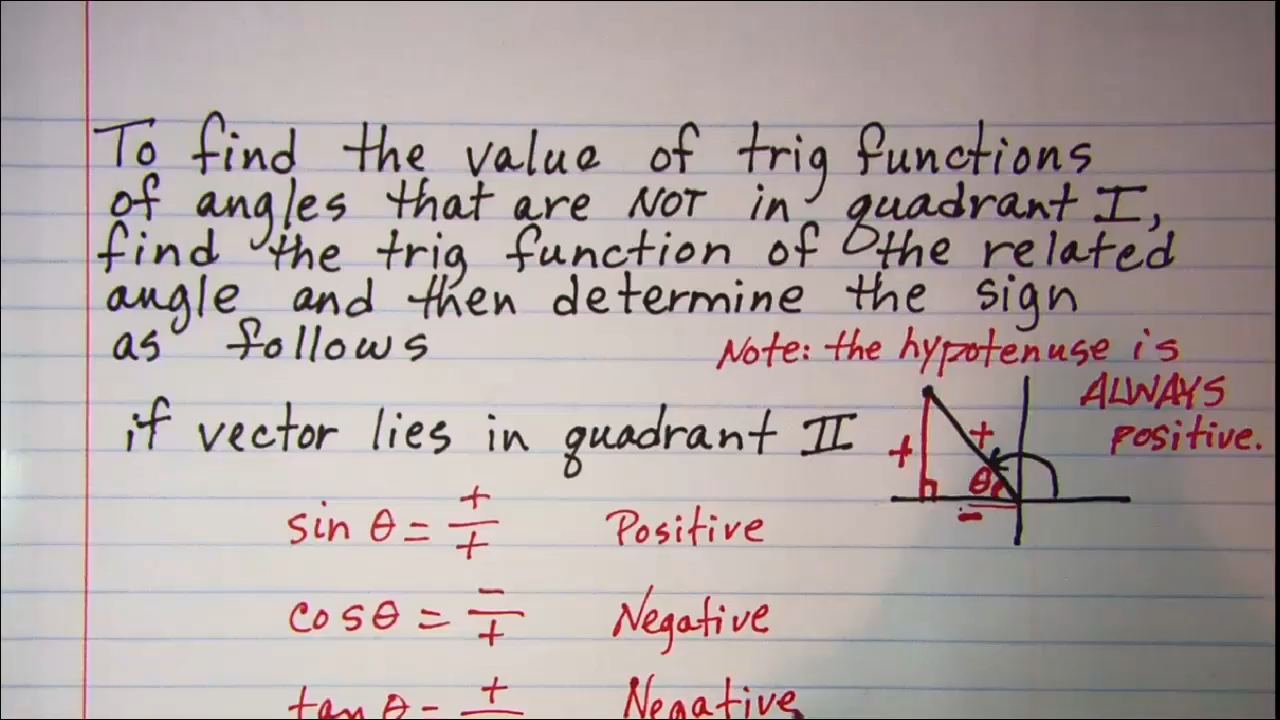 To find the value of trig functions
of angles that are NOT in quadrant I,
find the trig function of the related
angle and then determine the sign
as follows
Note: the hypotenuse is
ALWAYS
positive.
if vector lies in quadrant II
+ +
θ
-
sin θ = +/+ Positive
cos θ = -/+ Negative
tan θ = + Negative